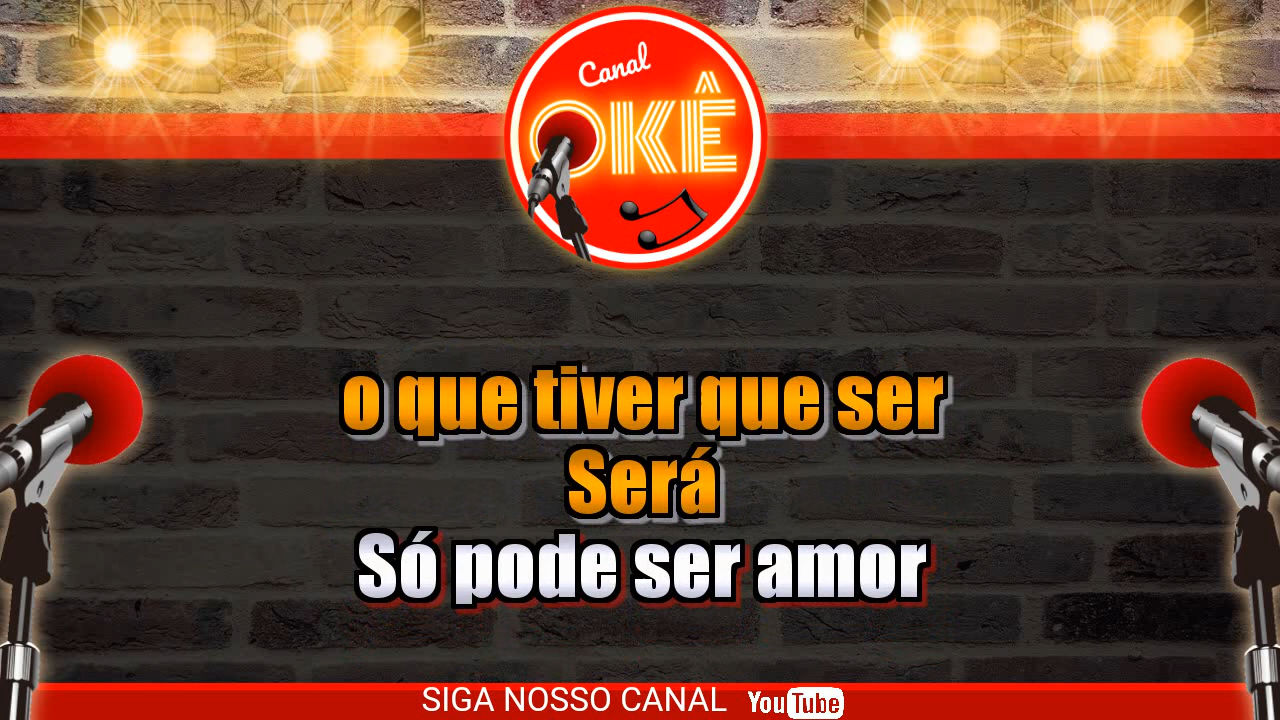 Canal
OKÊ
o que tiver que ser
Será
Só pode ser amor
SIGA NOSSO CANAL YouTube